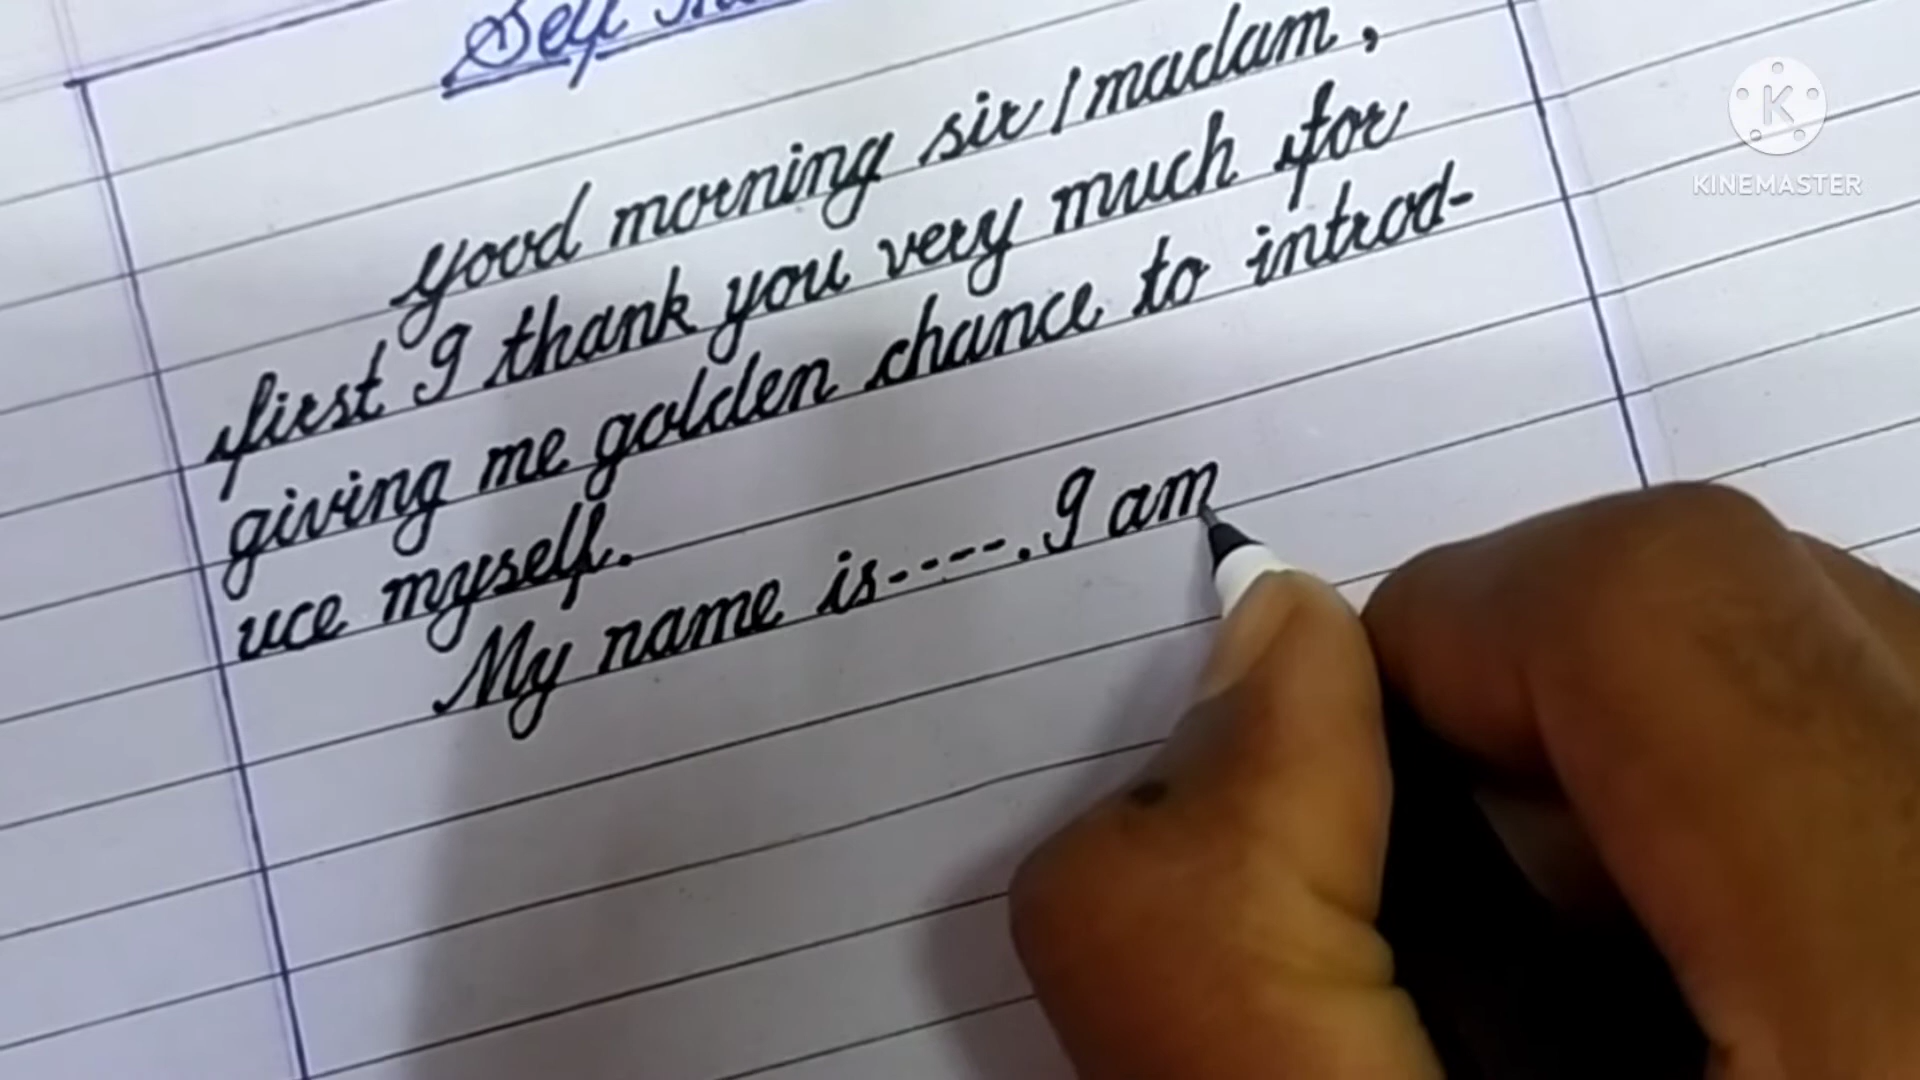 Self
Good morning sir/madam,
first I thank you very much for
giving me golden chance to introd-
uce myself.
My name is-----. I am
KINEMASTER